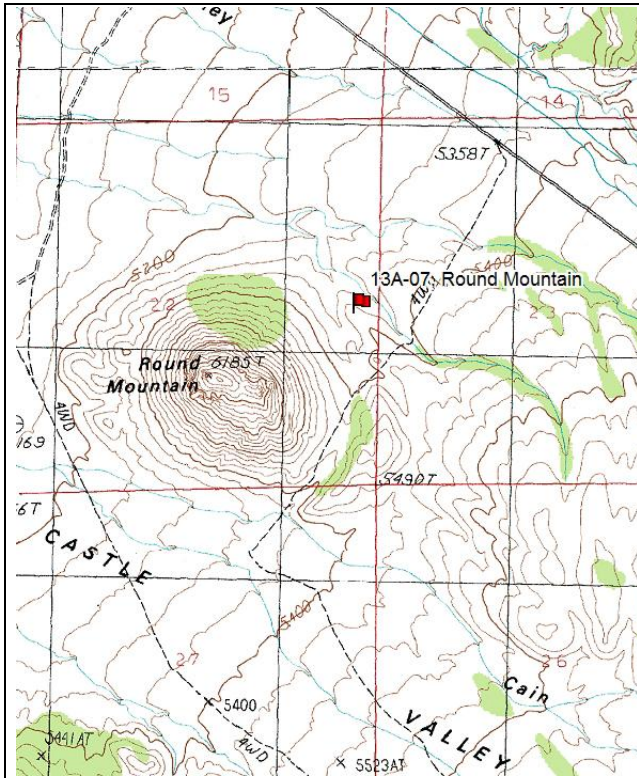 ley
15
14
5358T
5200
5400
13A-07 Round Mountain
4WD
22
23
Round 6185T
Mountain
4WD
169
6T
5490T
CASTLE
5400
27
26
Cain
VALLEY
5400
4WD
5441AT
5523AT